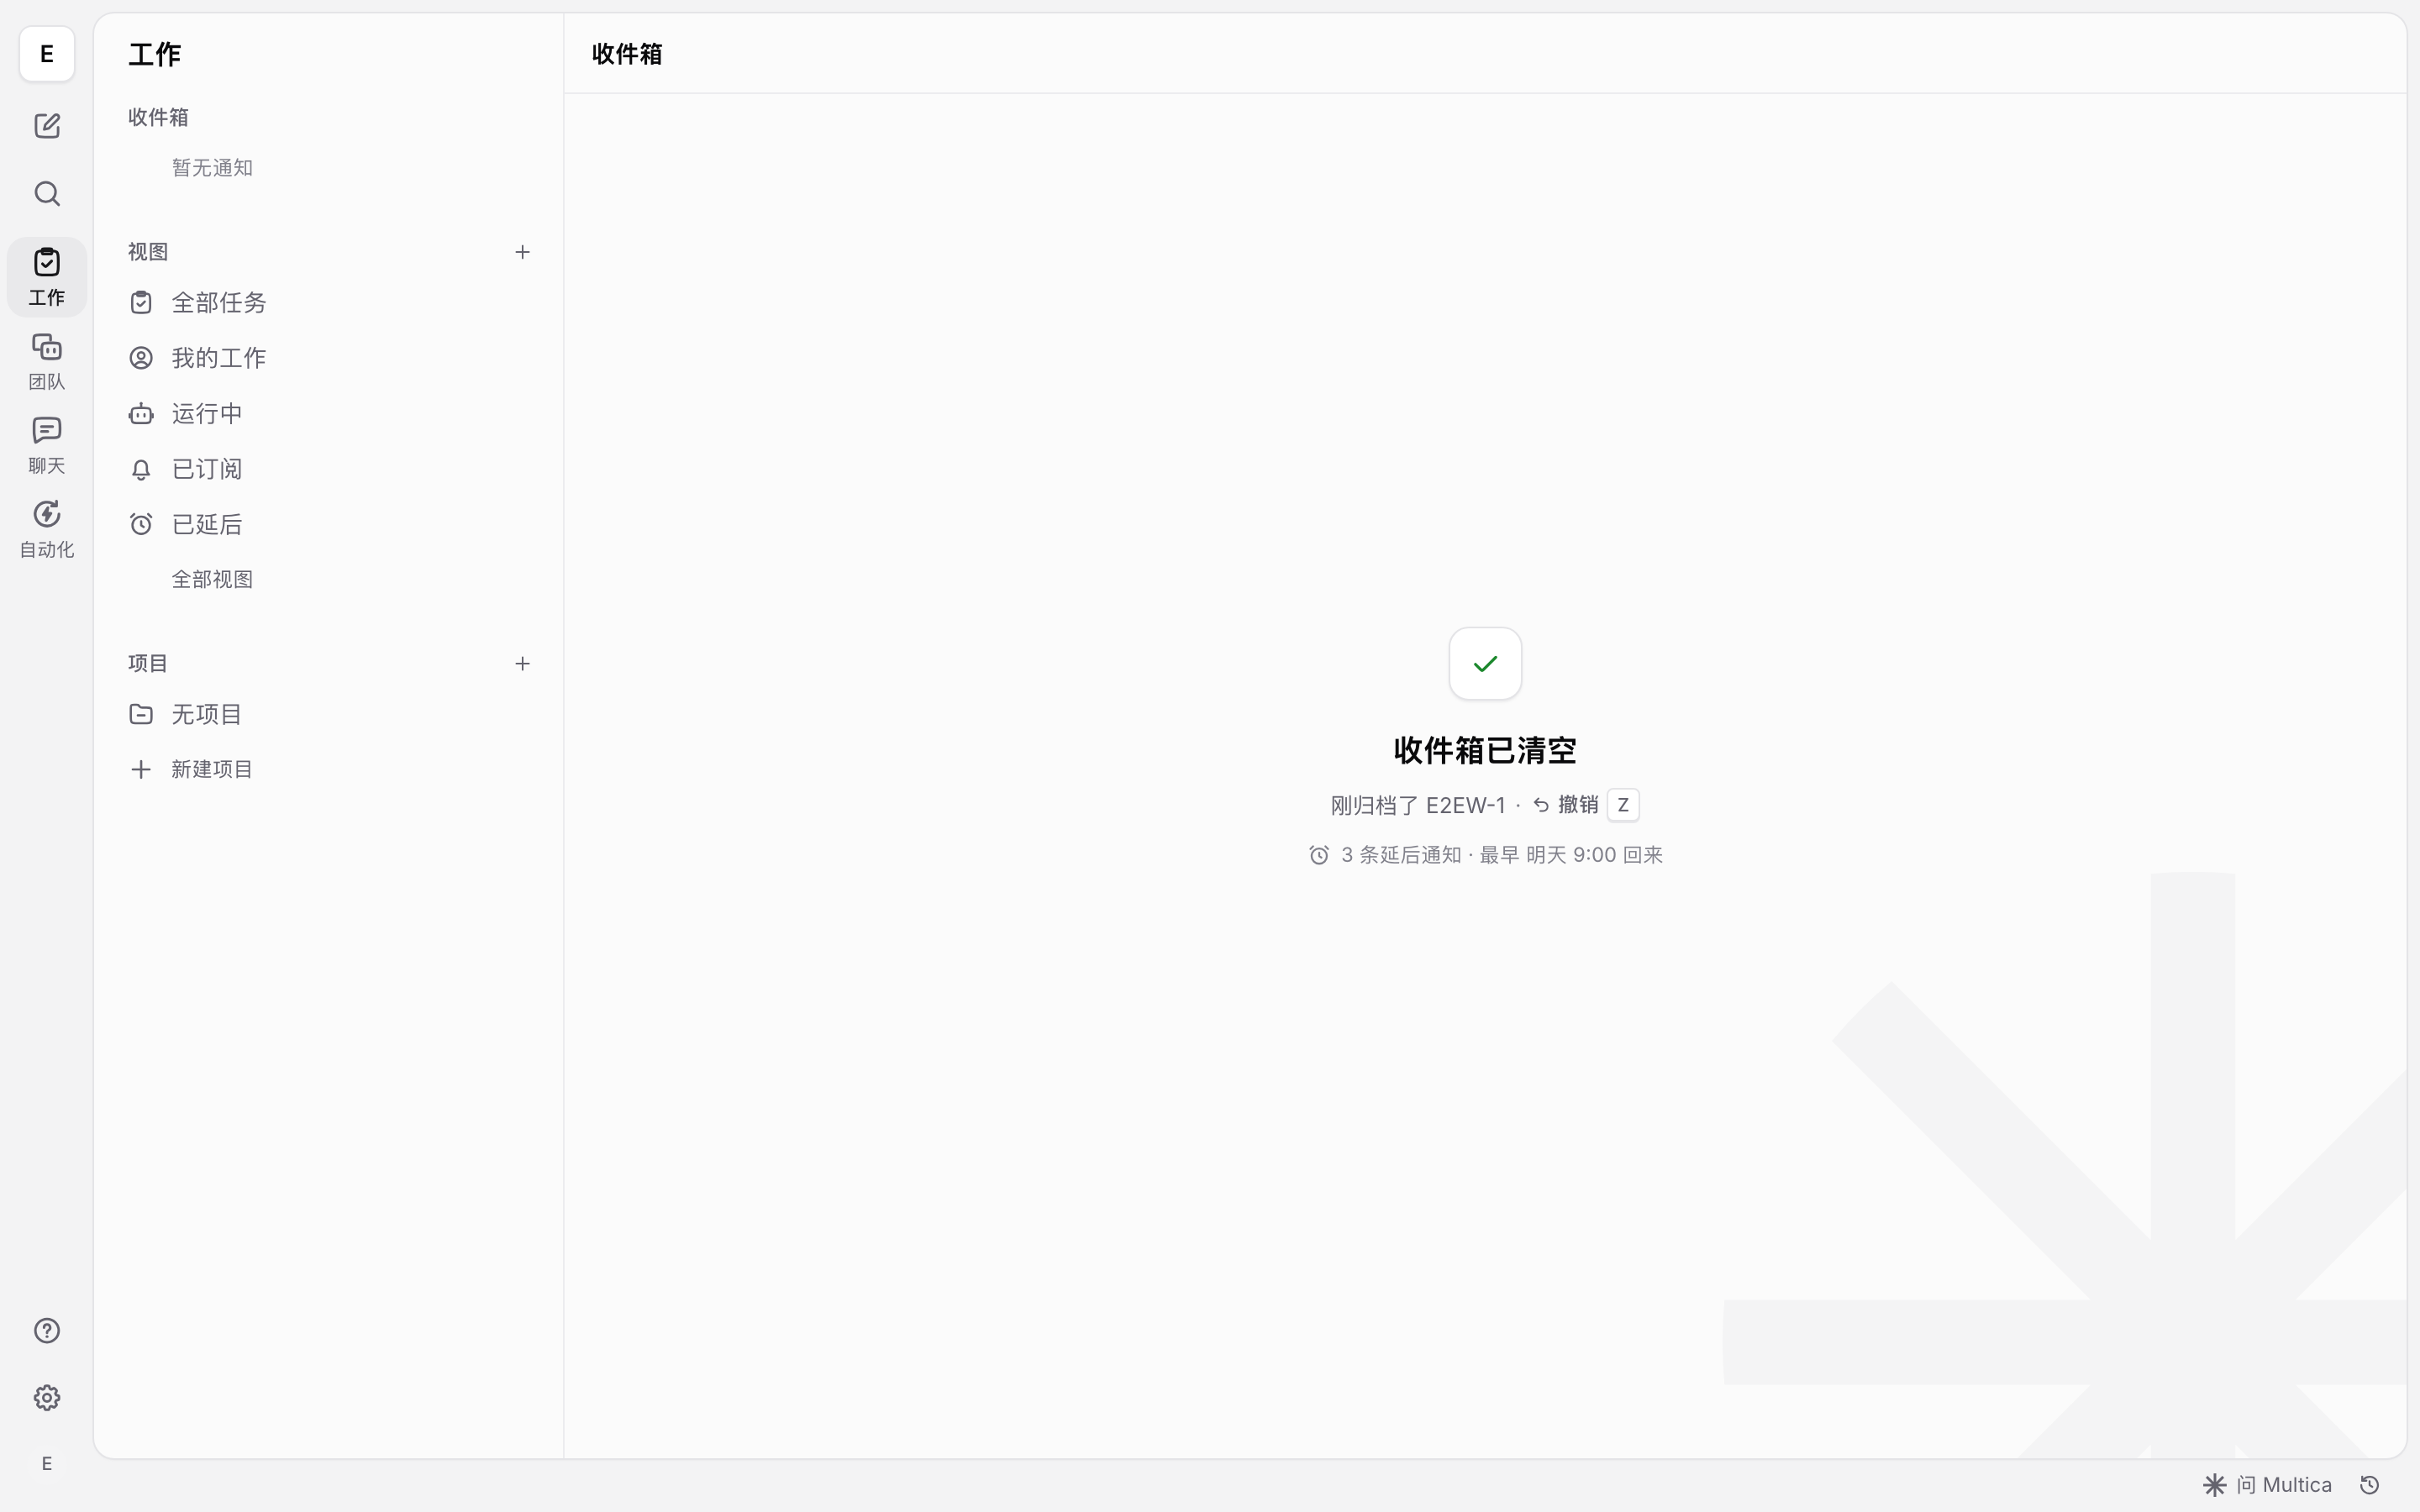 E
工作
团队
聊天
自动化
E
工作
收件箱
暂无通知
视图
全部任务
我的工作
运行中
已订阅
已延后
全部视图
项目
无项目
新建项目
收件箱
收件箱已清空
刚归档了 E2EW-1 · 撤销 Z
3 条延后通知 · 最早 明天 9:00 回来
问 Multica